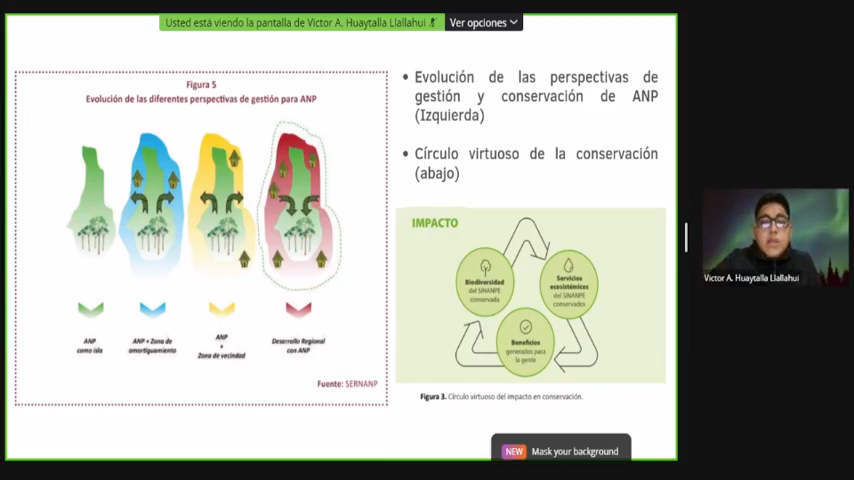 Usted está viendo la pantalla de Victor A. Huaytalla Llallahui
Ver opciones
Figura 5
Evolución de las diferentes perspectivas de gestión para ANP
ANP
como isla
ANP + Zona de
amortiguamiento
ANP
+
Zona de vecindad
Desarrollo Regional
con ANP
Fuente: SERNANP
• Evolución de las perspectivas de
gestión y conservación de ANP
(Izquierda)
• Círculo virtuoso de la conservación
(abajo)
IMPACTO
Biodiversidad
del SINANPE
conservada
Servicios
ecosistémicos
del SINANPE
conservados
Beneficios
generados para
la gente
Figura 3. Círculo virtuoso del impacto en conservación.
Victor A. Huaytalla Llallahui
NEW Mask your background